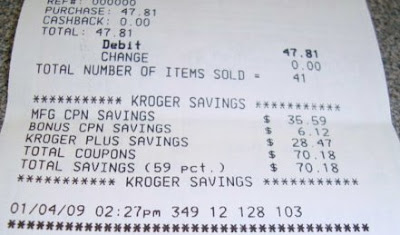 REF#: 000000
PURCHASE: 47.81
CASHBACK: 0.00
TOTAL: 47.81
Debit 47.81
CHANGE 0.00
TOTAL NUMBER OF ITEMS SOLD = 41
*********** KROGER SAVINGS ***********
MFG CPN SAVINGS $ 35.59
BONUS CPN SAVINGS $ 6.12
KROGER PLUS SAVINGS $ 28.47
TOTAL COUPONS $ 70.18
TOTAL SAVINGS (59 pct.) $ 70.18
*********** KROGER SAVINGS ***********
01/04/09 02:27pm 349 12 128 103
****************************************